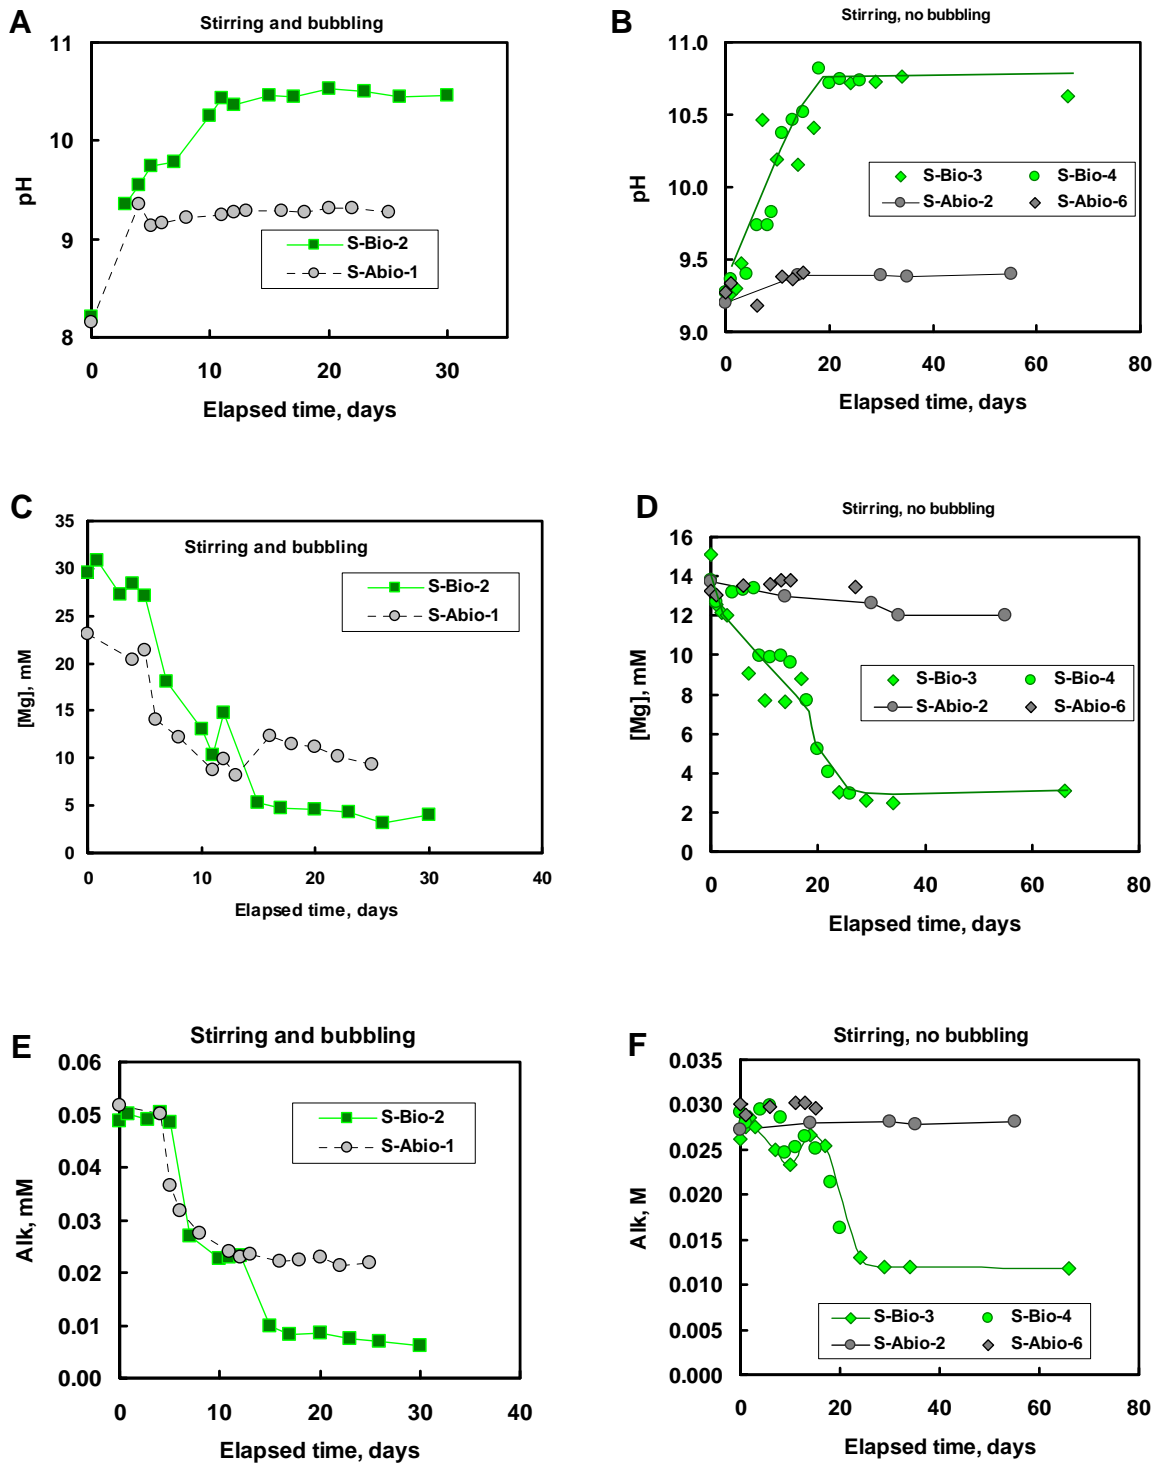 A
Stirring and bubbling
11
10
9
8
pH
S-Bio-2
S-Abio-1
0 10 20 30
Elapsed time, days
B
Stirring, no bubbling
11.0
10.5
10.0
9.5
9.0
pH
S-Bio-3 S-Bio-4
S-Abio-2 S-Abio-6
0 20 40 60 80
Elapsed time, days
C
Stirring and bubbling
35
30
25
20
15
10
5
0
[Mg], mM
S-Bio-2
S-Abio-1
0 10 20 30 40
Elapsed time, days
D
Stirring, no bubbling
16
14
12
10
8
6
4
2
0
[Mg], mM
S-Bio-3 S-Bio-4
S-Abio-2 S-Abio-6
0 20 40 60 80
Elapsed time, days
E
Stirring and bubbling
0.06
0.05
0.04
0.03
0.02
0.01
0.00
Alk, mM
S-Bio-2
S-Abio-1
0 10 20 30 40
Elapsed time, days
F
Stirring, no bubbling
0.035
0.030
0.025
0.020
0.015
0.010
0.005
0.000
Alk, M
S-Bio-3 S-Bio-4
S-Abio-2 S-Abio-6
0 20 40 60 80
Elapsed time, days